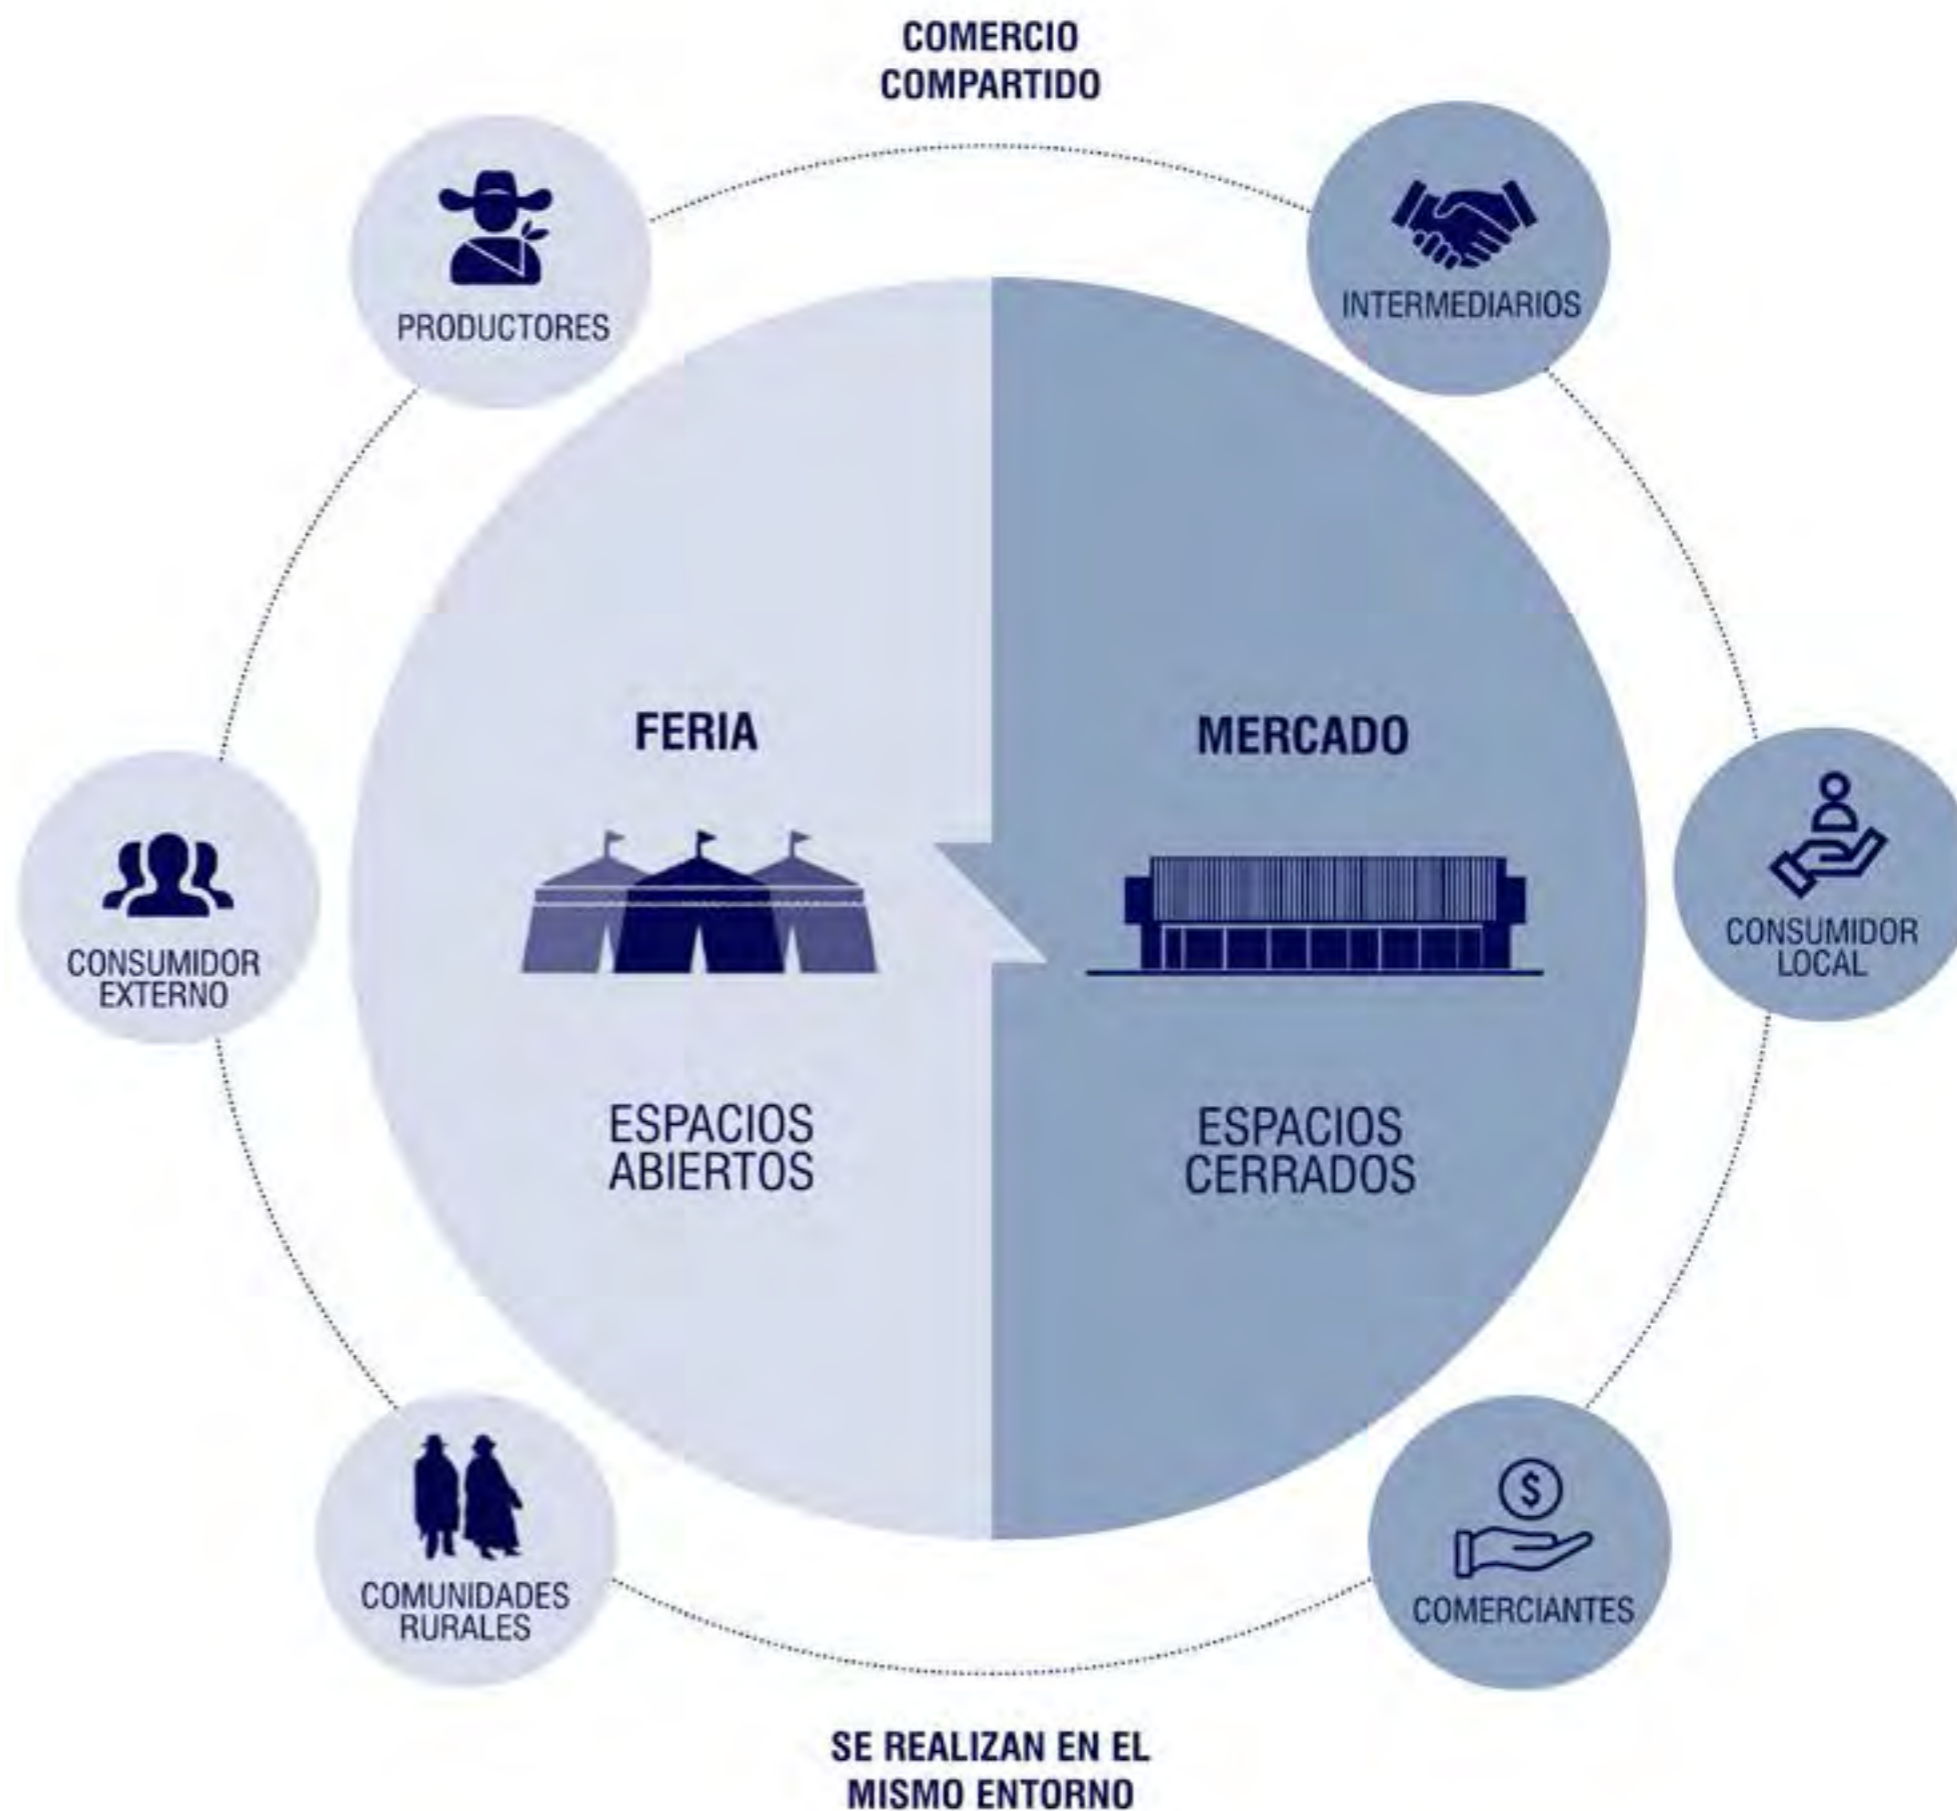 COMERCIO
COMPARTIDO
PRODUCTORES
INTERMEDIARIOS
FERIA
MERCADO
CONSUMIDOR
EXTERNO
CONSUMIDOR
LOCAL
ESPACIOS
ABIERTOS
ESPACIOS
CERRADOS
COMUNIDADES
RURALES
$
COMERCIANTES
SE REALIZAN EN EL
MISMO ENTORNO